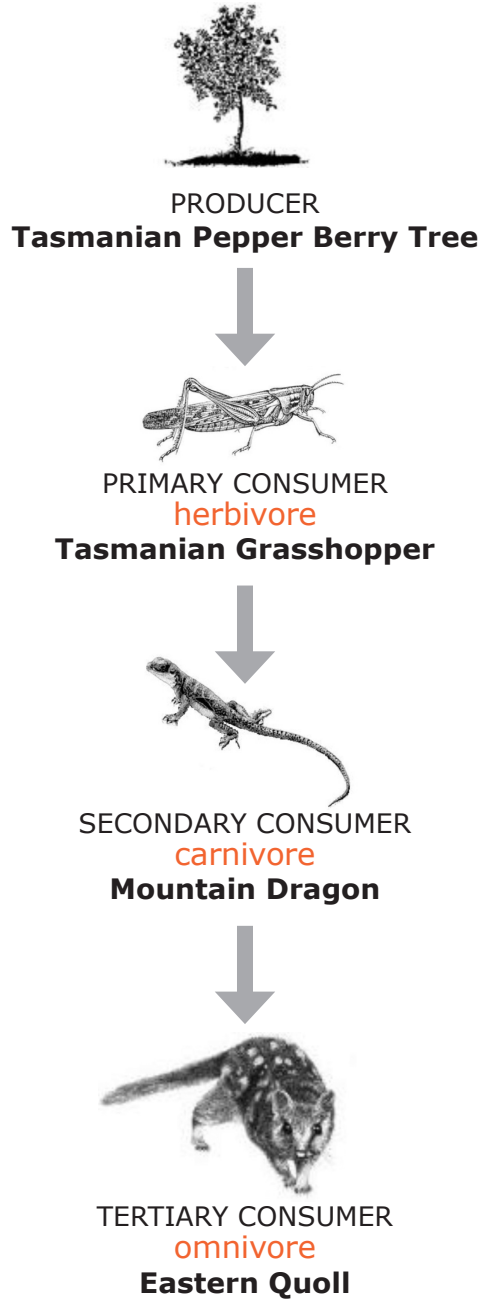 PRODUCER
Tasmanian Pepper Berry Tree
PRIMARY CONSUMER
herbivore
Tasmanian Grasshopper
SECONDARY CONSUMER
carnivore
Mountain Dragon
TERTIARY CONSUMER
omnivore
Eastern Quoll